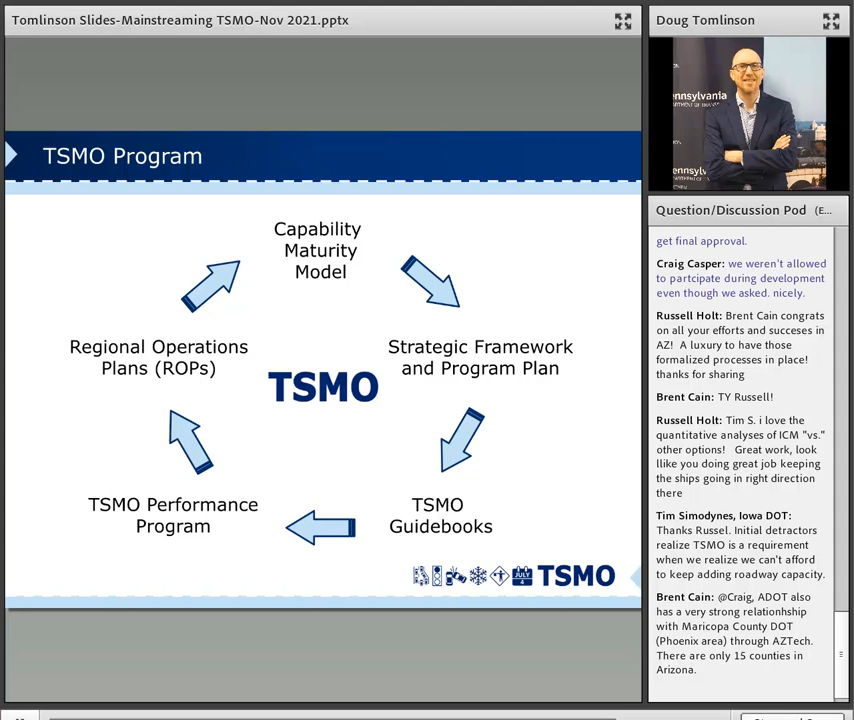 Tomlinson Slides-Mainstreaming TSMO-Nov 2021.pptx
TSMO Program
Capability
Maturity
Model
Strategic Framework
and Program Plan
TSMO
Guidebooks
TSMO Performance
Program
Regional Operations
Plans (ROPs)
TSMO
JULY
4
TSMO
Doug Tomlinson
ennsylvania
Question/Discussion Pod (E...
get final approval.
Craig Casper: we weren't allowed
to partcipate during development
even though we asked. nicely.
Russell Holt: Brent Cain congrats
on all your efforts and succeses in
AZ! A luxury to have those
formalized processes in place!
thanks for sharing
Brent Cain: TY Russell!
Russell Holt: Tim S. i love the
quantitative analyses of ICM "vs."
other options! Great work, look
llike you doing great job keeping
the ships going in right direction
there
Tim Simodynes, Iowa DOT:
Thanks Russel. Initial detractors
realize TSMO is a requirement
when we realize we can't afford
to keep adding roadway capacity.
Brent Cain: @Craig, ADOT also
has a very strong relationhship
with Maricopa County DOT
(Phoenix area) through AZTech.
There are only 15 counties in
Arizona.